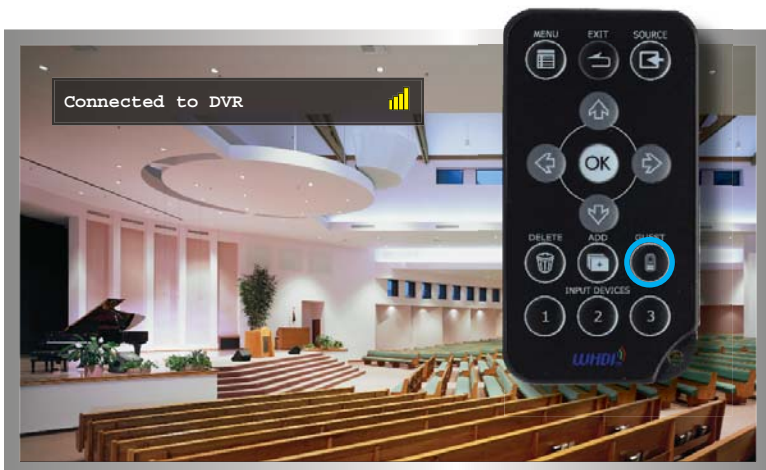 Connected to DVR
MENU EXIT SOURCE
OK
DELETE ADD GUEST
INPUT DEVICES
1 2 3
WHDI